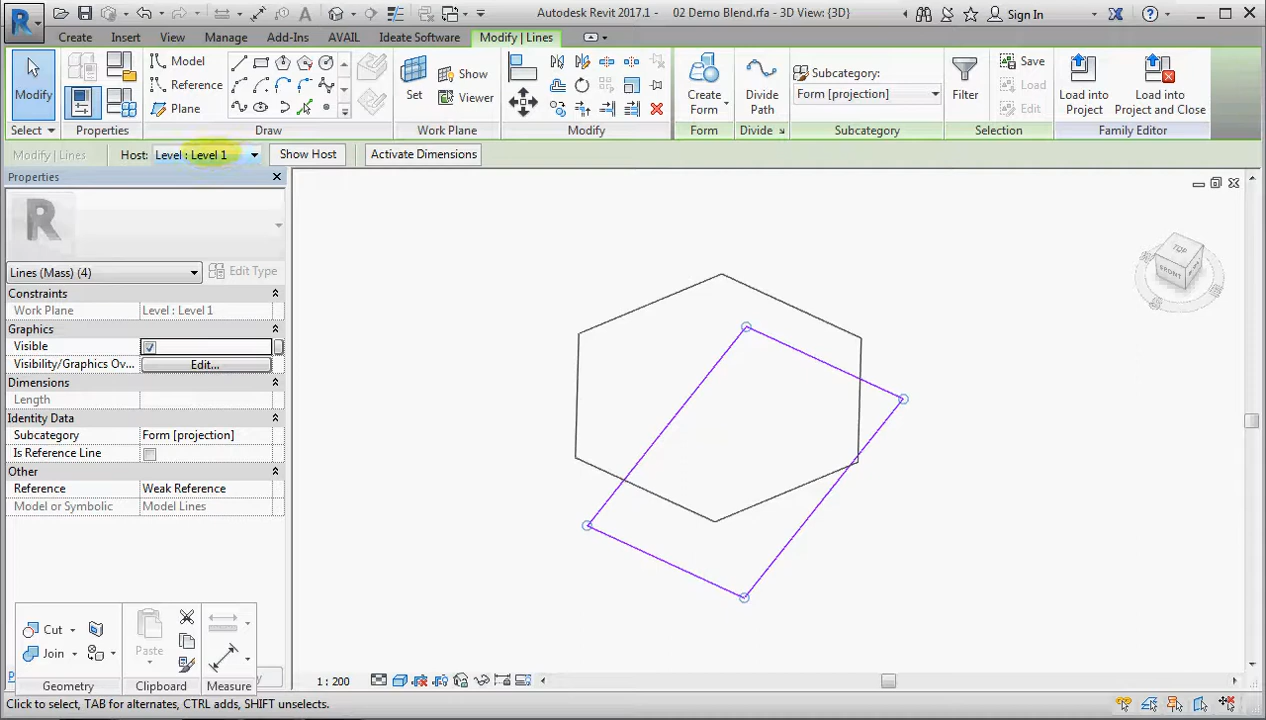 Autodesk Revit 2017.1 - 02 Demo Blend.rfa - 3D View: {3D}
Sign In
Create Insert View Manage Add-Ins AVAIL Ideate Software Modify | Lines
Modify
Model
Reference
Plane
Set
Show
Viewer
Create
Form
Divide
Path
Subcategory:
Form [projection]
Filter
Save
Load
Edit
Load into
Project
Load into
Project and Close
Select Properties Draw Work Plane Modify Form Divide Subcategory Selection Family Editor
Modify | Lines Host: Level : Level 1 Show Host Activate Dimensions
Properties
R
Lines (Mass) (4) Edit Type
Constraints
Work Plane Level : Level 1
Graphics
Visible
Visibility/Graphics Ov... Edit...
Dimensions
Length
Identity Data
Subcategory Form [projection]
Is Reference Line
Other
Reference Weak Reference
Model or Symbolic Model Lines
TOP
FRONT
Cut
Join
Paste
Geometry Clipboard Measure
1 : 200
Click to select, TAB for alternates, CTRL adds, SHIFT unselects.